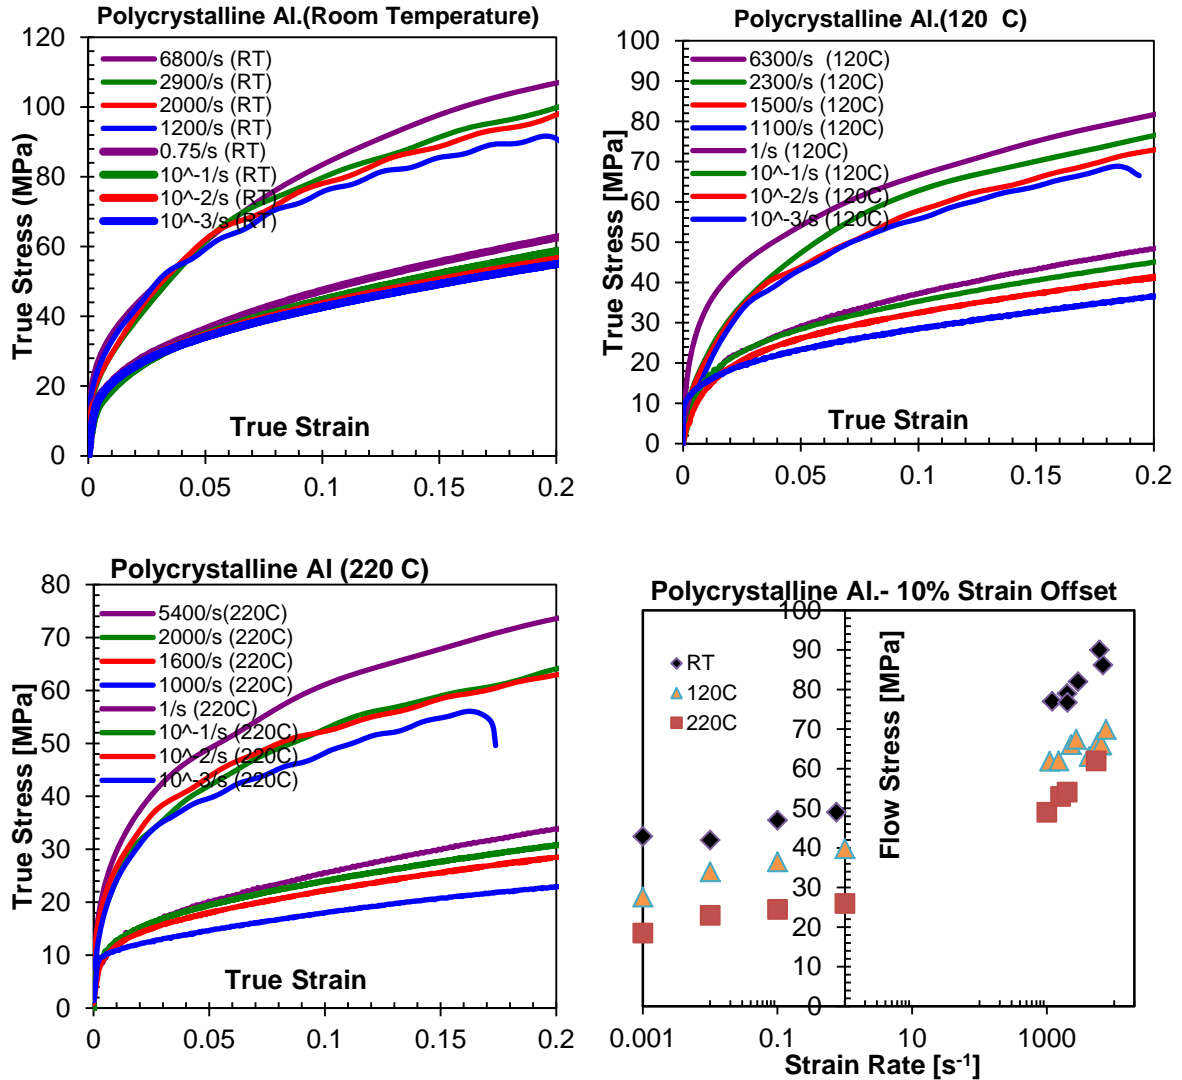 Polycrystalline Al.(Room Temperature)
120
100
80
60
40
20
0
True Stress (MPa)
6800/s (RT)
2900/s (RT)
2000/s (RT)
1200/s (RT)
0.75/s (RT)
10^-1/s (RT)
10^-2/s (RT)
10^-3/s (RT)
True Strain
0
0.05
0.1
0.15
0.2
Polycrystalline Al.(120 C)
100
90
80
70
60
50
40
30
20
10
0
True Stress [MPa]
6300/s (120C)
2300/s (120C)
1500/s (120C)
1100/s (120C)
1/s (120C)
10^-1/s (120C)
10^-2/s (120C)
10^-3/s (120C)
True Strain
0
0.05
0.1
0.15
0.2
Polycrystalline Al (220 C)
80
70
60
50
40
30
20
10
0
True Stress [MPa]
5400/s(220C)
2000/s (220C)
1600/s (220C)
1000/s (220C)
1/s (220C)
10^-1/s (220C)
10^-2/s (220C)
10^-3/s (220C)
True Strain
0
0.05
0.1
0.15
0.2
Polycrystalline Al.- 10% Strain Offset
100
90
80
70
60
50
40
30
20
10
0
Flow Stress [MPa]
RT
120C
220C
0.001
0.1
10
1000
Strain Rate [s-1]